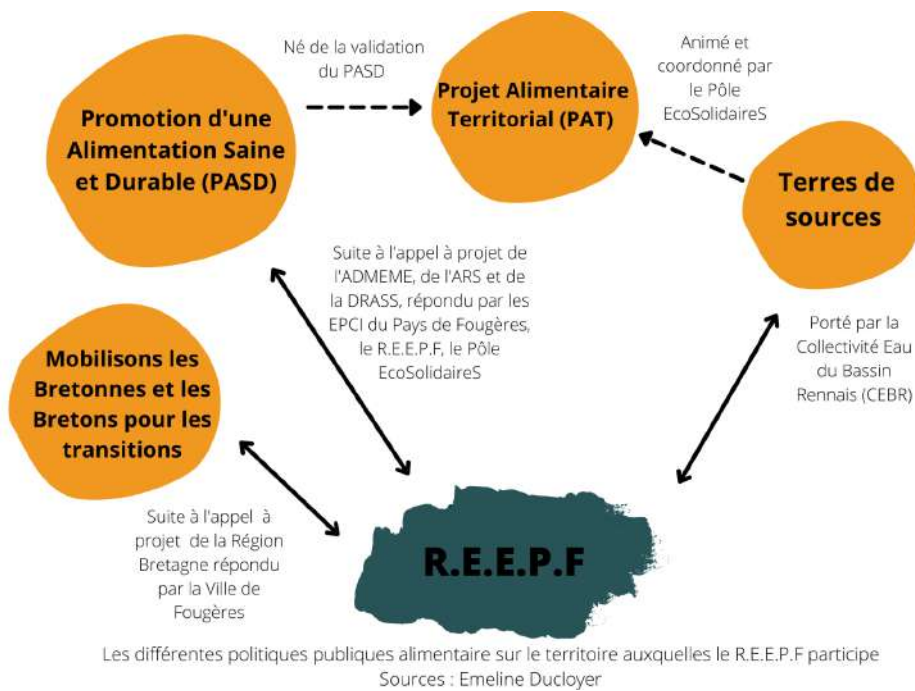 Né de la validation
du PASD
Animé et
coordonné par
le Pôle
EcoSolidaireS
Promotion d'une
Alimentation Saine
et Durable (PASD)
Projet Alimentaire
Territorial (PAT)
Terres de
sources
Suite à l'appel à projet de
l'ADMEME, de l'ARS et de
la DRASS, répondu par les
EPCI du Pays de Fougères,
le R.E.E.P.F, le Pôle
EcoSolidaireS
Porté par la
Collectivité Eau
du Bassin
Rennais (CEBR)
Mobilisons les
Bretonnes et les
Bretons pour les
transitions
Suite à l'appel à
projet de la Région
Bretagne répondu
par la Ville de
Fougères
R.E.E.P.F
Les différentes politiques publiques alimentaire sur le territoire auxquelles le R.E.E.P.F participe
Sources : Emeline Ducloyer